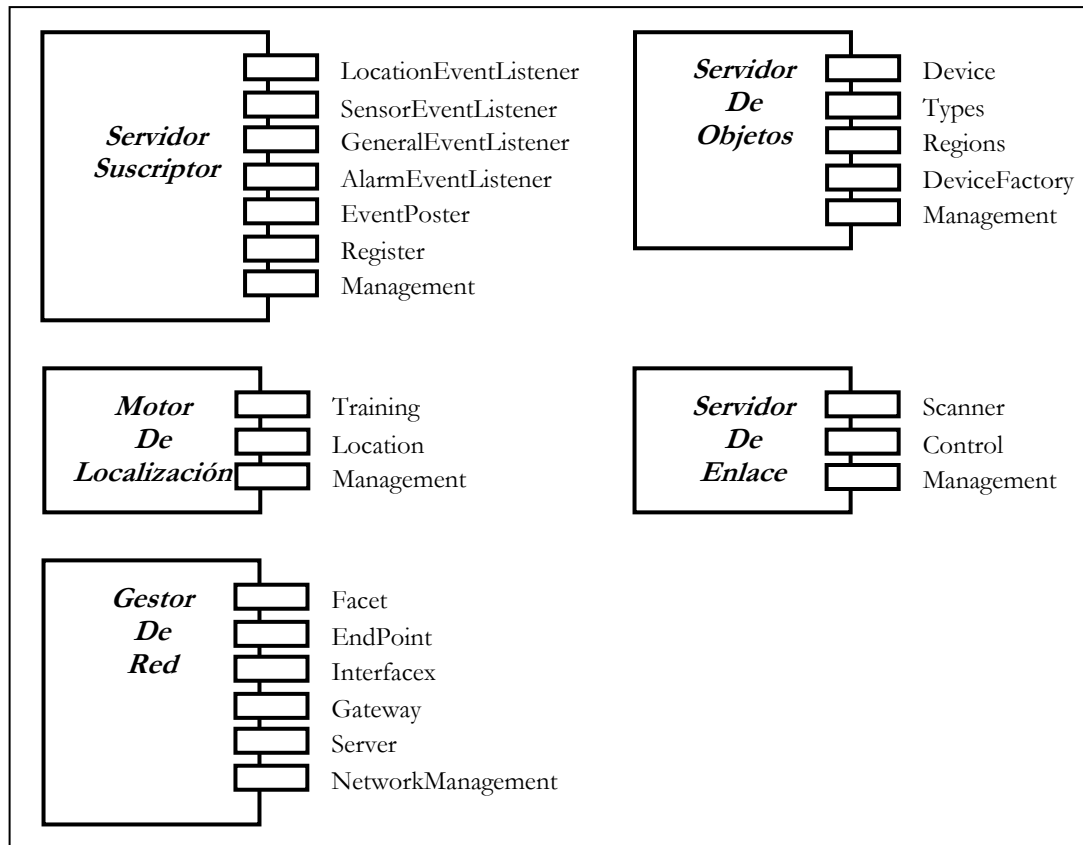 Servidor
Suscriptor
LocationEventListener
SensorEventListener
GeneralEventListener
AlarmEventListener
EventPoster
Register
Management
Servidor
De
Objetos
Device
Types
Regions
DeviceFactory
Management
Motor
De
Localización
Training
Location
Management
Servidor
De
Enlace
Scanner
Control
Management
Gestor
De
Red
Facet
EndPoint
Interfacex
Gateway
Server
NetworkManagement